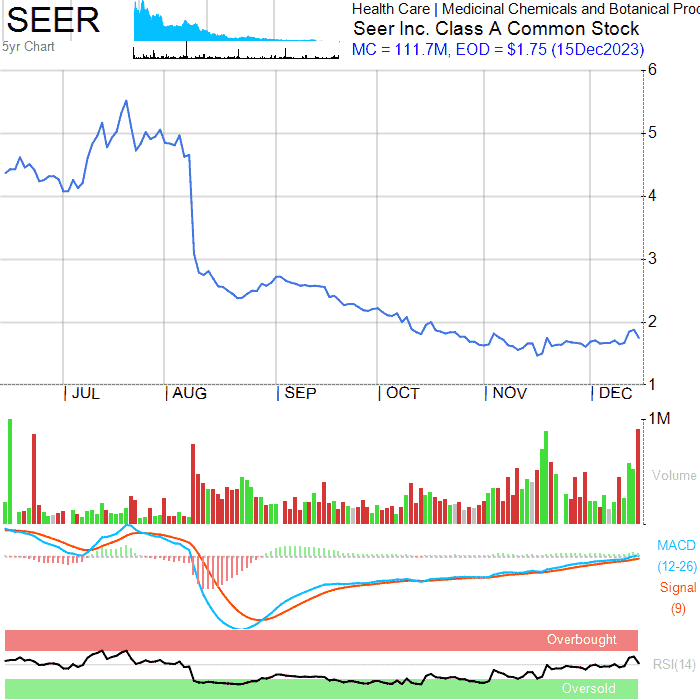 SEER
5yr Chart
Health Care | Medicinal Chemicals and Botanical Proc
Seer Inc. Class A Common Stock
MC = 111.7M, EOD = $1.75 (15Dec2023)
6
5
4
3
2
1
JUL AUG SEP OCT NOV DEC
1M
Volume
MACD
(12-26)
Signal
(9)
Overbought
RSI(14)
Oversold